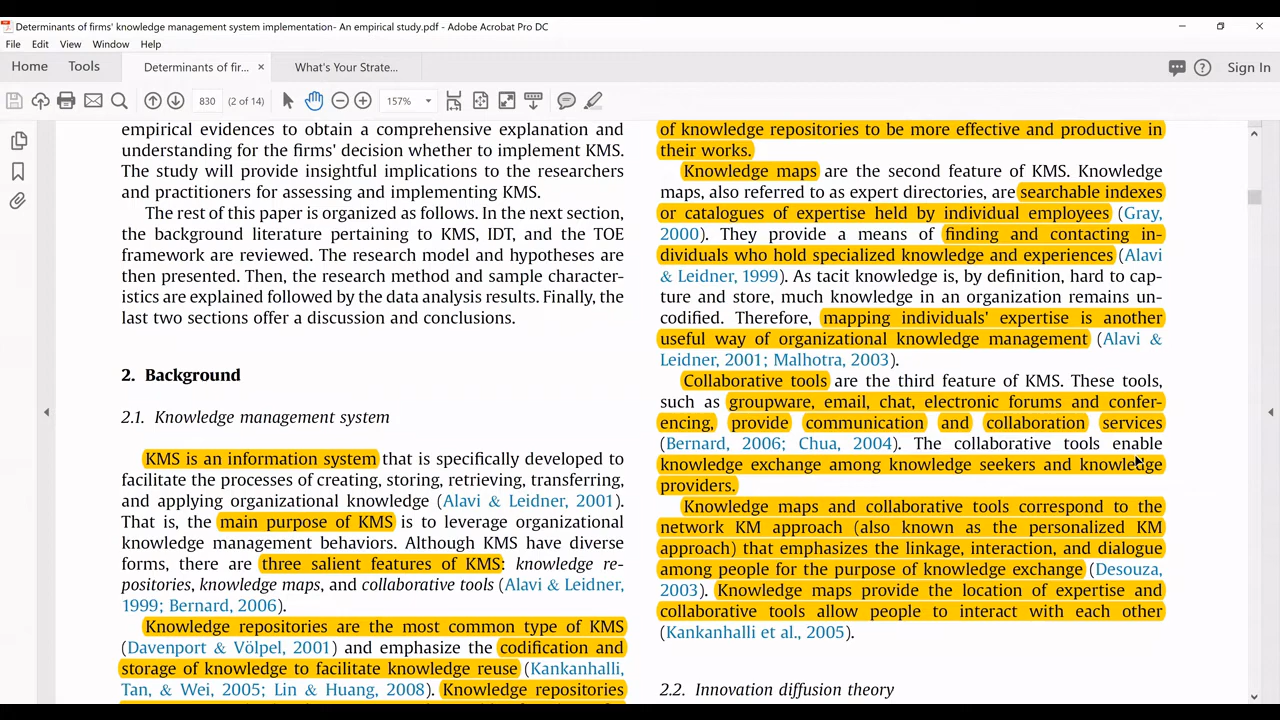 Determinants of firms' knowledge management system implementation- An empirical study.pdf - Adobe Acrobat Pro DC
File Edit View Window Help
Home Tools Determinants of fir... × What's Your Strate... Sign In
830 (2 of 14) 157%
empirical evidences to obtain a comprehensive explanation and
understanding for the firms' decision whether to implement KMS.
The study will provide insightful implications to the researchers
and practitioners for assessing and implementing KMS.
The rest of this paper is organized as follows. In the next section,
the background literature pertaining to KMS, IDT, and the TOE
framework are reviewed. The research model and hypotheses are
then presented. Then, the research method and sample character-
istics are explained followed by the data analysis results. Finally, the
last two sections offer a discussion and conclusions.
2. Background
2.1. Knowledge management system
KMS is an information system that is specifically developed to
facilitate the processes of creating, storing, retrieving, transferring,
and applying organizational knowledge (Alavi & Leidner, 2001).
That is, the main purpose of KMS is to leverage organizational
knowledge management behaviors. Although KMS have diverse
forms, there are three salient features of KMS: knowledge re-
positories, knowledge maps, and collaborative tools (Alavi & Leidner,
1999; Bernard, 2006).
Knowledge repositories are the most common type of KMS
(Davenport & Völpel, 2001) and emphasize the codification and
storage of knowledge to facilitate knowledge reuse (Kankanhalli,
Tan, & Wei, 2005; Lin & Huang, 2008). Knowledge repositories
of knowledge repositories to be more effective and productive in
their works.
Knowledge maps are the second feature of KMS. Knowledge
maps, also referred to as expert directories, are searchable indexes
or catalogues of expertise held by individual employees (Gray,
2000). They provide a means of finding and contacting in-
dividuals who hold specialized knowledge and experiences (Alavi
& Leidner, 1999). As tacit knowledge is, by definition, hard to cap-
ture and store, much knowledge in an organization remains un-
codified. Therefore, mapping individuals' expertise is another
useful way of organizational knowledge management (Alavi &
Leidner, 2001; Malhotra, 2003).
Collaborative tools are the third feature of KMS. These tools,
such as groupware, email, chat, electronic forums and confer-
encing, provide communication and collaboration services
(Bernard, 2006; Chua, 2004). The collaborative tools enable
knowledge exchange among knowledge seekers and knowledge
providers.
Knowledge maps and collaborative tools correspond to the
network KM approach (also known as the personalized KM
approach) that emphasizes the linkage, interaction, and dialogue
among people for the purpose of knowledge exchange (Desouza,
2003). Knowledge maps provide the location of expertise and
collaborative tools allow people to interact with each other
(Kankanhalli et al., 2005).
2.2. Innovation diffusion theory